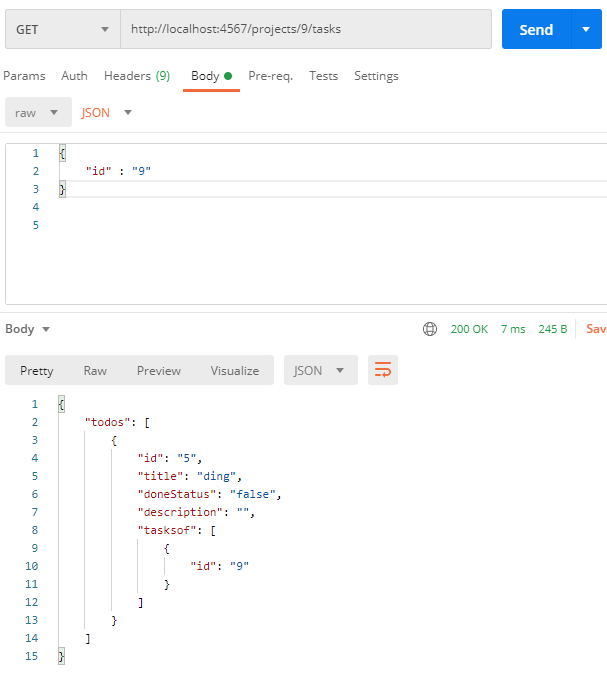 GET http://localhost:4567/projects/9/tasks Send
Params Auth Headers (9) Body Pre-req. Tests Settings
raw JSON
1 {
2 "id" : "9"
3 }
4
5
Body 200 OK 7 ms 245 B Sav
Pretty Raw Preview Visualize JSON
1 {
2 "todos": [
3 {
4 "id": "5",
5 "title": "ding",
6 "doneStatus": "false",
7 "description": "",
8 "tasksof": [
9 {
10 "id": "9"
11 }
12 ]
13 }
14 ]
15 }